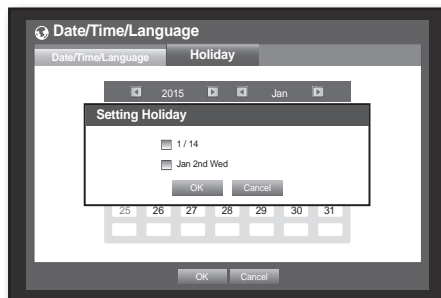 Date/Time/Language
Date/Time/Language Holiday
2015 Jan
Setting Holiday
1 / 14
Jan 2nd Wed
OK Cancel
25 26 27 28 29 30 31
OK Cancel